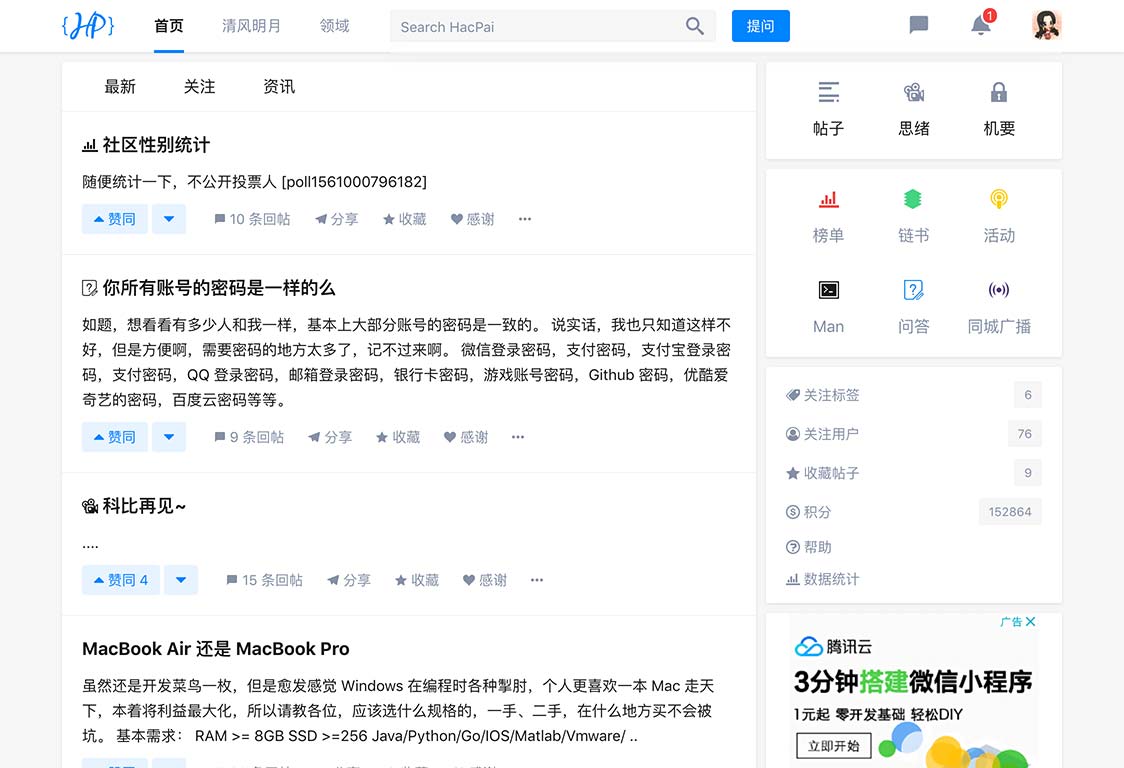 {HP}
首页 清风明月 领域 Search HacPai 提问 1
最新 关注 资讯
社区性别统计
随便统计一下，不公开投票人 [poll1561000796182]
赞同 10 条回帖 分享 收藏 感谢 ···
你所有账号的密码是一样的么
如题，想看看有多少人和我一样，基本上大部分账号的密码是一致的。 说实话，我也只知道这样不
好，但是方便啊，需要密码的地方太多了，记不过来啊。 微信登录密码，支付密码，支付宝登录密
码，支付密码，QQ 登录密码，邮箱登录密码，银行卡密码，游戏账号密码，Github 密码，优酷爱
奇艺的密码，百度云密码等等。
赞同 9 条回帖 分享 收藏 感谢 ···
科比再见~
....
赞同 4 15 条回帖 分享 收藏 感谢 ···
MacBook Air 还是 MacBook Pro
虽然还是开发菜鸟一枚，但是愈发感觉 Windows 在编程时各种掣肘，个人更喜欢一本 Mac 走天
下，本着将利益最大化，所以请教各位，应该选什么规格的，一手、二手，在什么地方买不会被
坑。 基本需求： RAM >= 8GB SSD >=256 Java/Python/Go/IOS/Matlab/Vmware/ ..
帖子 思绪 机要
榜单 链书 活动
Man 问答 同城广播
关注标签 6
关注用户 76
收藏帖子 9
积分 152864
帮助
数据统计
广告
腾讯云
3分钟搭建微信小程序
1元起 零开发基础 轻松DIY
立即开始